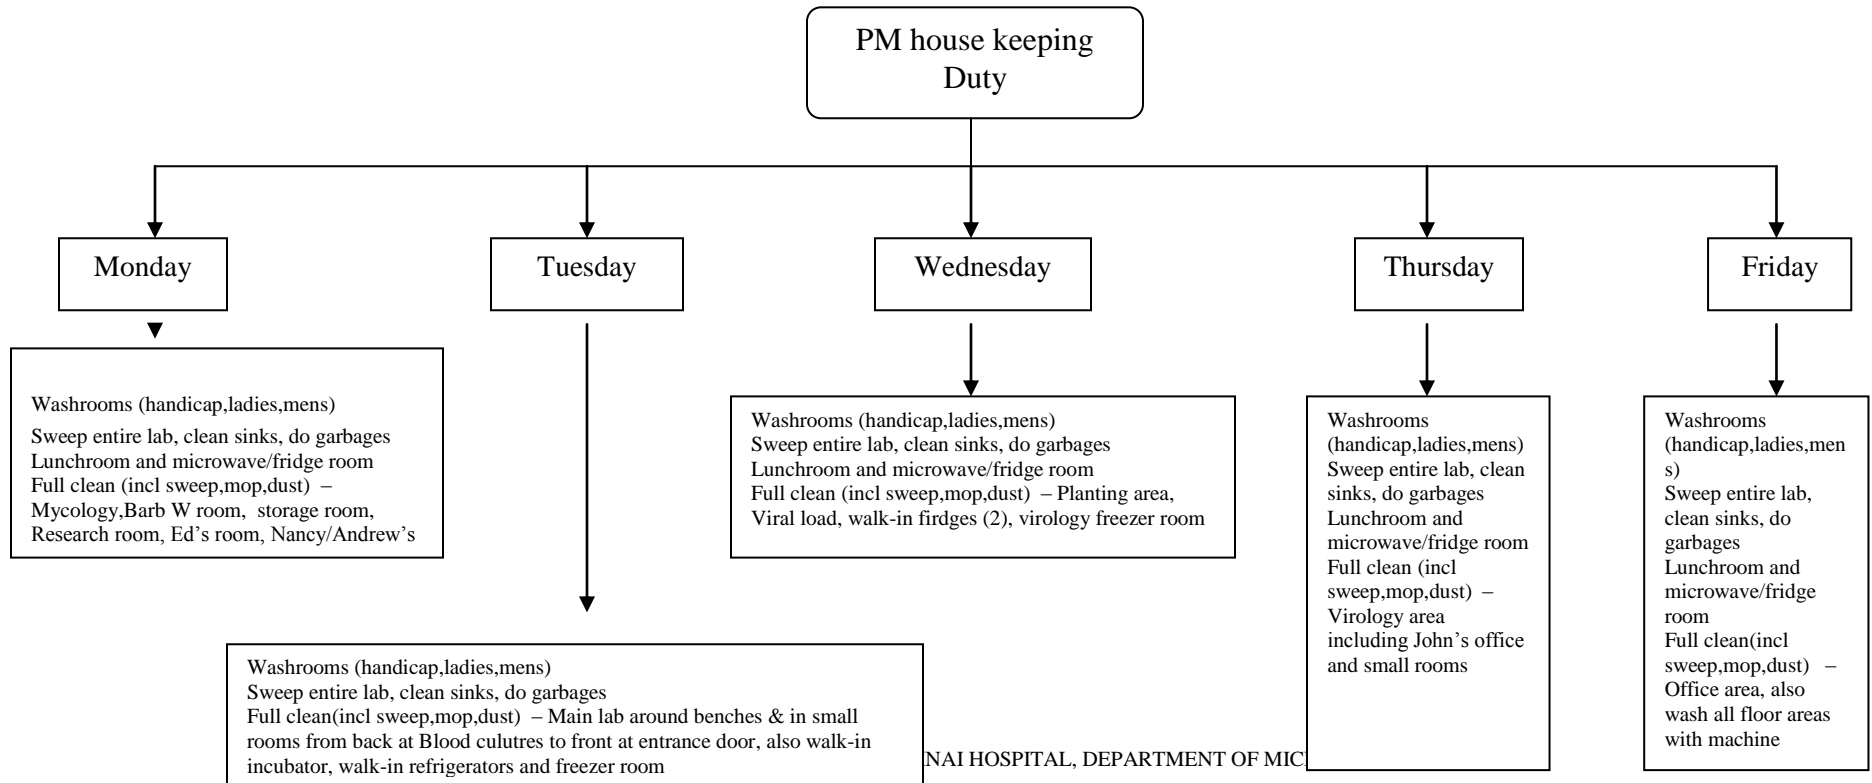 PM house keeping
Duty
Monday
Tuesday
Wednesday
Thursday
Friday
Washrooms (handicap,ladies,mens)
Sweep entire lab, clean sinks, do garbages
Lunchroom and microwave/fridge room
Full clean (incl sweep,mop,dust) –
Mycology,Barb W room, storage room,
Research room, Ed's room, Nancy/Andrew's
Washrooms (handicap,ladies,mens)
Sweep entire lab, clean sinks, do garbages
Full clean(incl sweep,mop,dust) – Main lab around benches & in small
rooms from back at Blood culutres to front at entrance door, also walk-in
incubator, walk-in refrigerators and freezer room
Washrooms (handicap,ladies,mens)
Sweep entire lab, clean sinks, do garbages
Lunchroom and microwave/fridge room
Full clean (incl sweep,mop,dust) – Planting area,
Viral load, walk-in firdges (2), virology freezer room
Washrooms
(handicap,ladies,mens)
Sweep entire lab, clean
sinks, do garbages
Lunchroom and
microwave/fridge room
Full clean (incl
sweep,mop,dust) –
Virology area
including John's office
and small rooms
Washrooms
(handicap,ladies,men
s)
Sweep entire lab,
clean sinks, do
garbages
Lunchroom and
microwave/fridge
room
Full clean(incl
sweep,mop,dust) –
Office area, also
wash all floor areas
with machine
NAI HOSPITAL, DEPARTMENT OF MIC